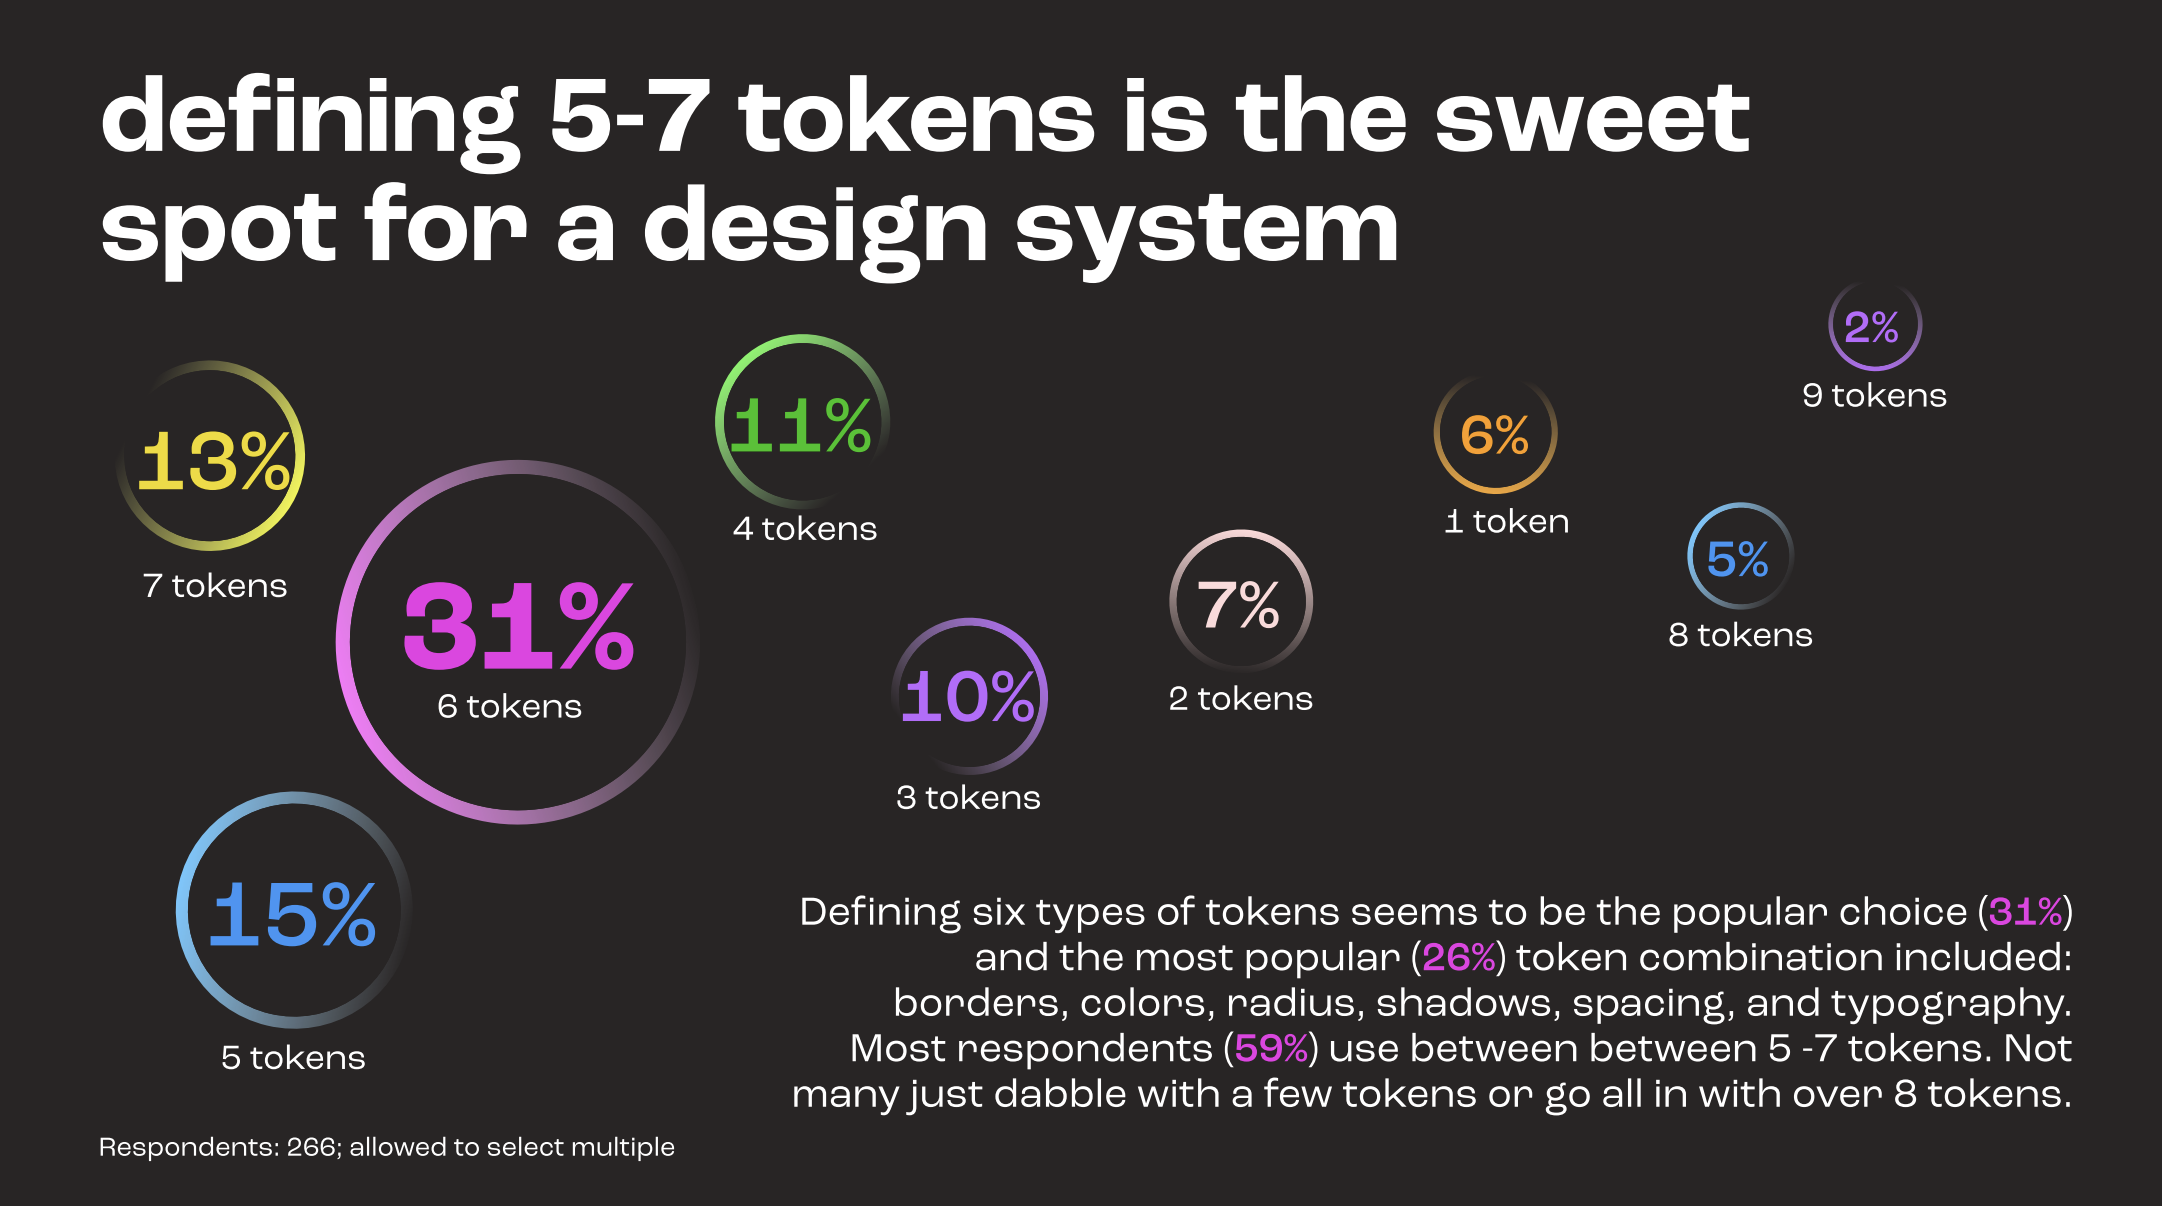 defining 5-7 tokens is the sweet
spot for a design system
13%
7 tokens
31%
6 tokens
15%
5 tokens
11%
4 tokens
10%
3 tokens
7%
2 tokens
6%
1 token
5%
8 tokens
2%
9 tokens
Defining six types of tokens seems to be the popular choice (31%)
and the most popular (26%) token combination included:
borders, colors, radius, shadows, spacing, and typography.
Most respondents (59%) use between between 5 -7 tokens. Not
many just dabble with a few tokens or go all in with over 8 tokens.
Respondents: 266; allowed to select multiple